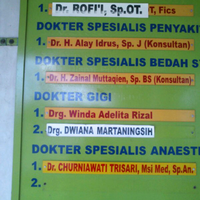 1. Dr. ROFI'I, Sp.OT. T, Fics
DOKTER SPESIALIS PENYAKI
1. Dr. H. Alay Idrus, Sp. J (Konsultan)
DOKTER SPESIALIS BEDAH S
1. Dr. H. Zainal Muttaqien, Sp. BS (Konsultan)
DOKTER GIGI
1. Drg. Winda Adelita Rizal
2. Drg. DWIANA MARTANINGSIH
DOKTER SPESIALIS ANAEST
1. Dr. CHURNIAWATI TRISARI, Msi Med, Sp.An.
2. -